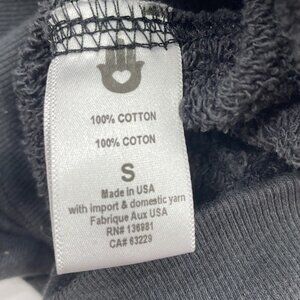 100% COTTON
100% COTON
S
Made in USA
with import & domestic yarn
Fabrique Aux USA
RN# 136981
CA# 63229